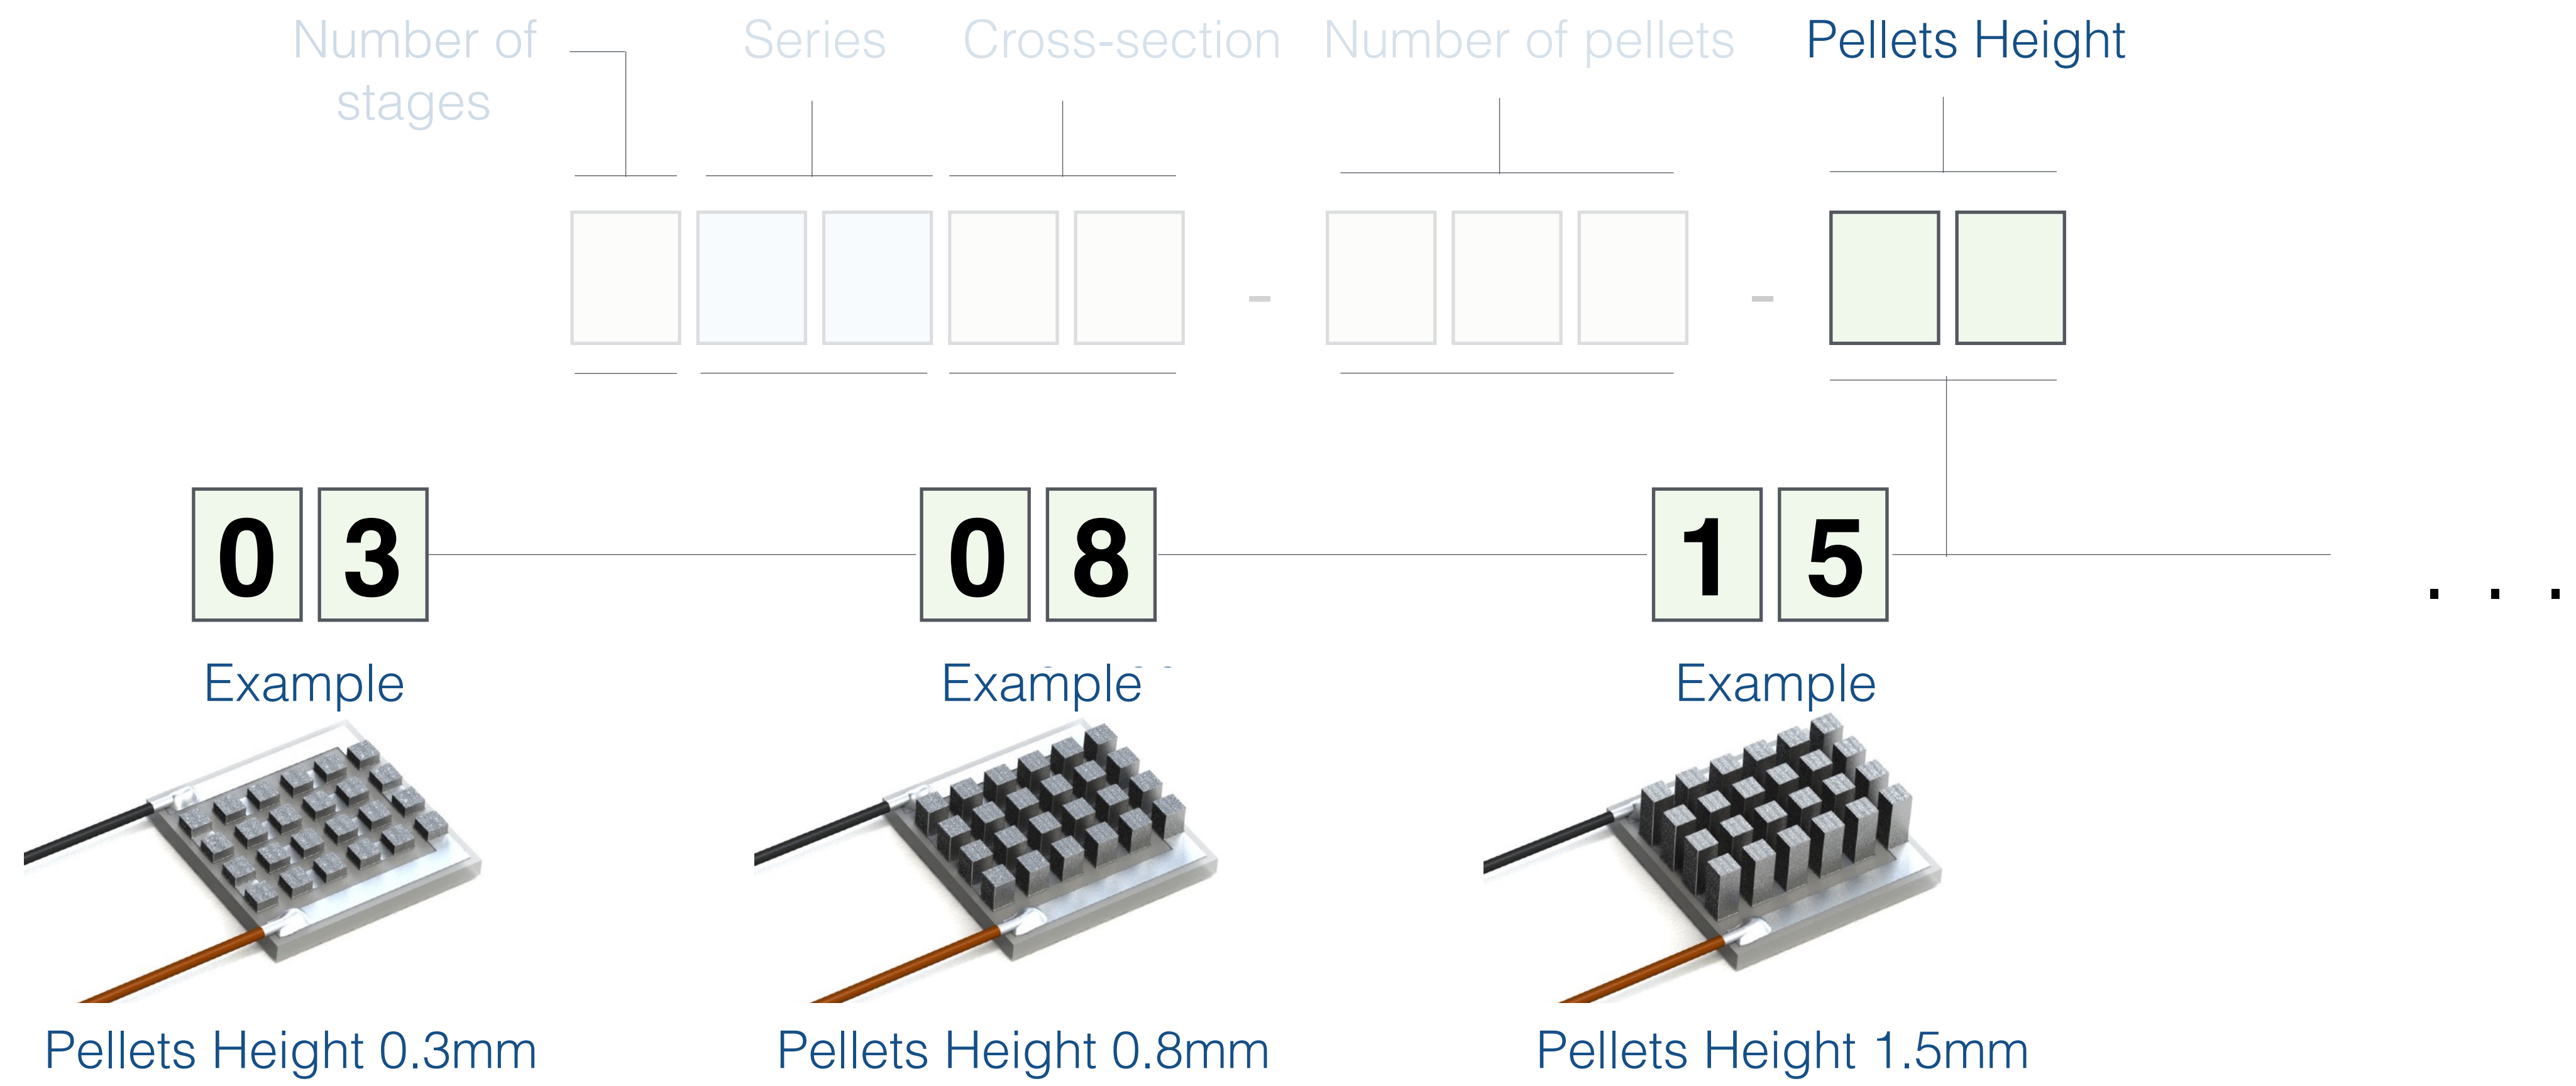 Number of
stages
Series
Cross-section
Number of pellets
Pellets Height
-
-
0 3
0 8
1 5
. . .
Example
Example
Example
Pellets Height 0.3mm
Pellets Height 0.8mm
Pellets Height 1.5mm